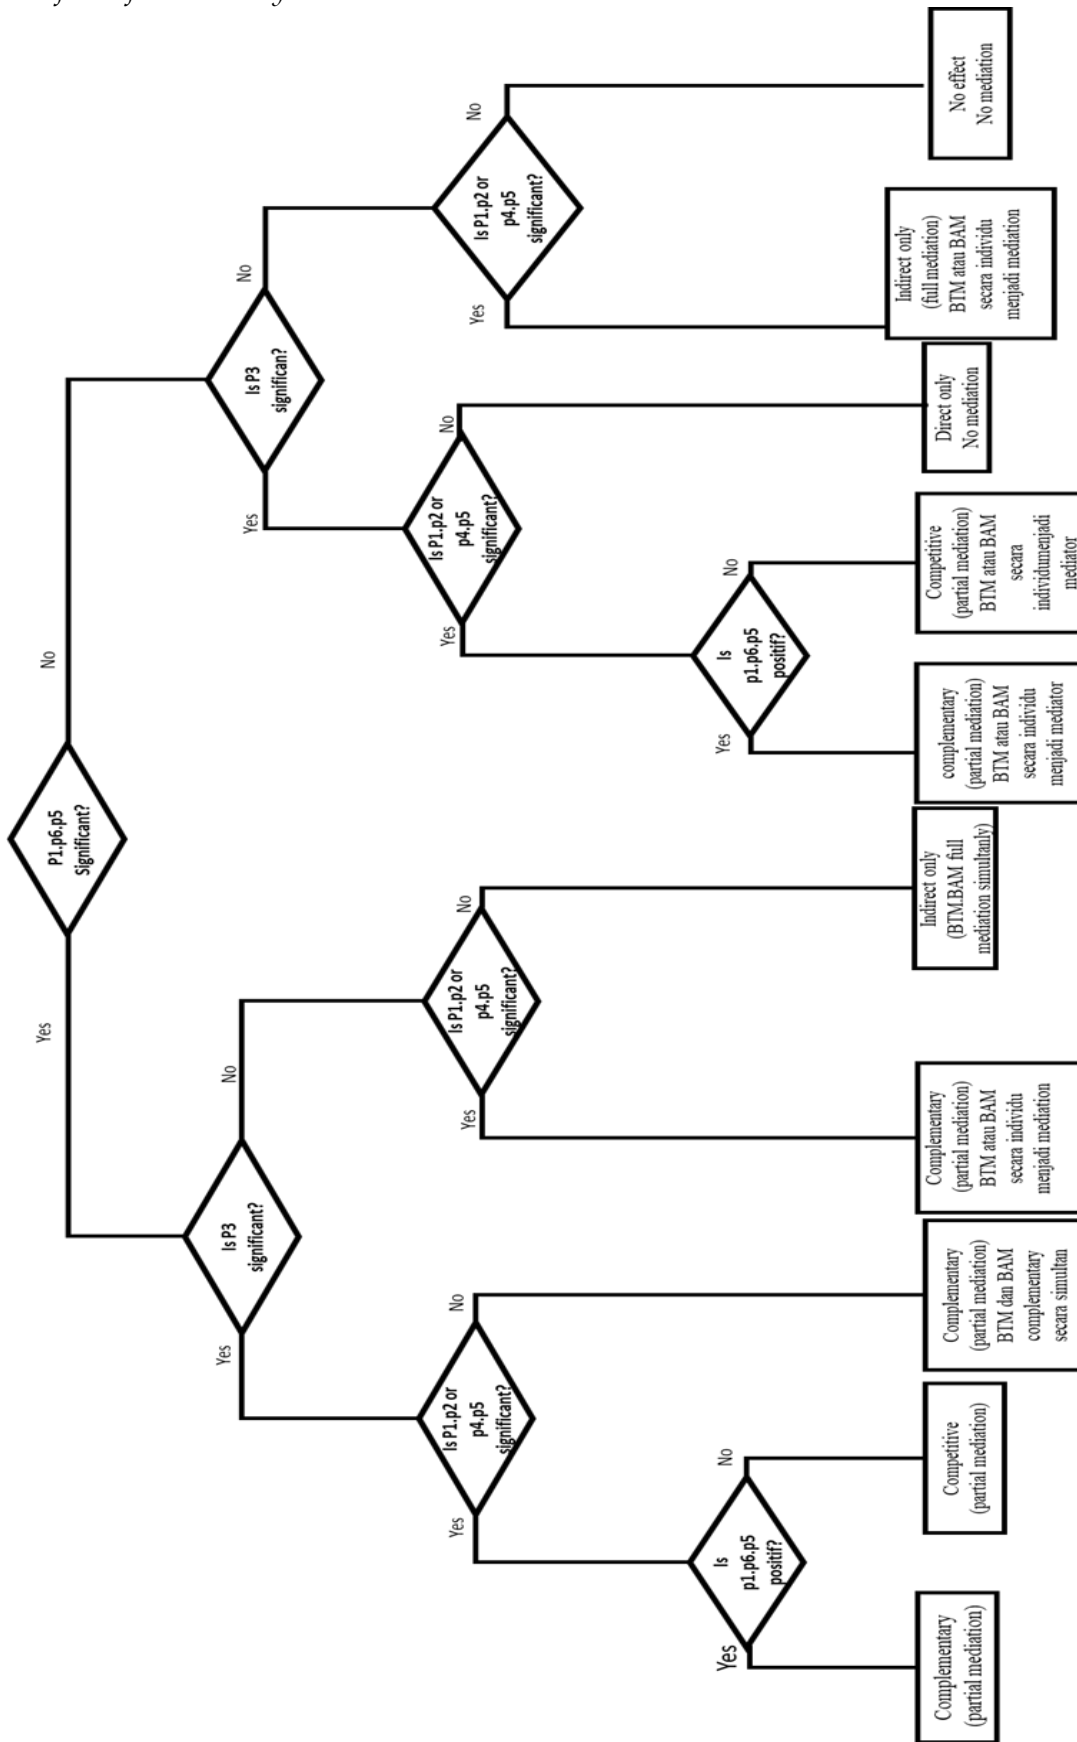 P1.p6.p5
Significant?
Yes
No
Is P3
significant?
Yes
No
Is P3
significan?
Yes
No
Is P1.p2 or
p4.p5
significant?
Yes
No
Is P1.p2 or
p4.p5
significant?
Yes
No
Is P1.p2 or
p4.p5
significant?
Yes
No
Is P1.p2 or
p4.p5
significant?
Yes
No
Is
p1.p6.p5
positif?
Yes
No
Is
p1.p6.p5
positif?
Yes
No
Complementary
(partial mediation)
Competitive
(partial mediation)
Complementary
(partial mediation)
BTM dan BAM
complementary
secara simultan
Complementary
(partial mediation)
BTM atau BAM
secara individu
menjadi mediation
Indirect only
(BTM.BAM full
mediation simultanly)
complementary
(partial mediation)
BTM atau BAM
secara individu
menjadi mediator
Competitive
(partial mediation)
BTM atau BAM
secara
individumenjadi
mediator
Direct only
No mediation
Indirect only
(full mediation)
BTM atau BAM
secara individu
menjadi mediation
No effect
No mediation